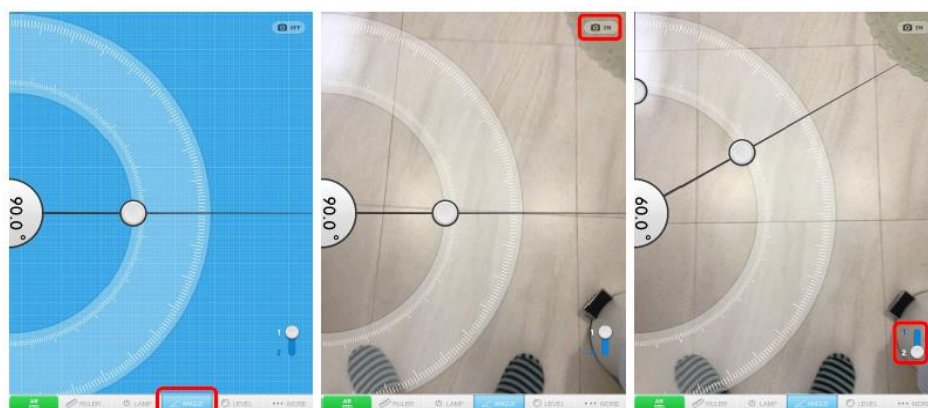 OFF
90.0°
1
2
AR
RULER
LAMP
ANGLE
LEVEL
MORE
ON
90.0°
1
2
AR
RULER
LAMP
ANGLE
LEVEL
MORE
ON
60.0°
1
2
AR
RULER
LAMP
ANGLE
LEVEL
MORE